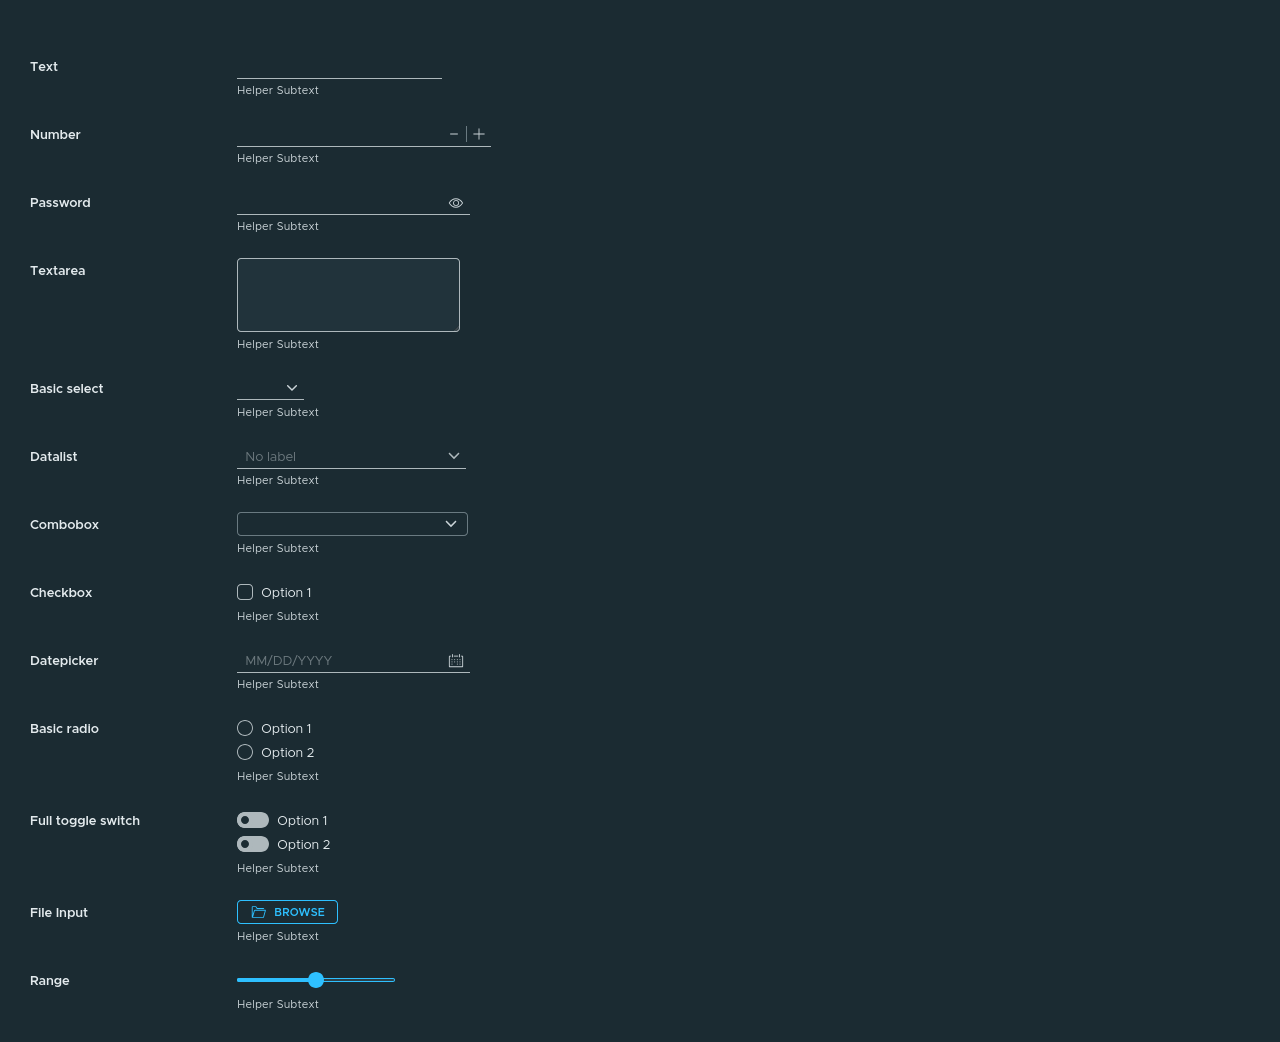 Text
Helper Subtext
Number
Helper Subtext
Password
Helper Subtext
Textarea
Helper Subtext
Basic select
Helper Subtext
Datalist
No label
Helper Subtext
Combobox
Helper Subtext
Checkbox
Option 1
Helper Subtext
Datepicker
MM/DD/YYYY
Helper Subtext
Basic radio
Option 1
Option 2
Helper Subtext
Full toggle switch
Option 1
Option 2
Helper Subtext
File Input
BROWSE
Helper Subtext
Range
Helper Subtext